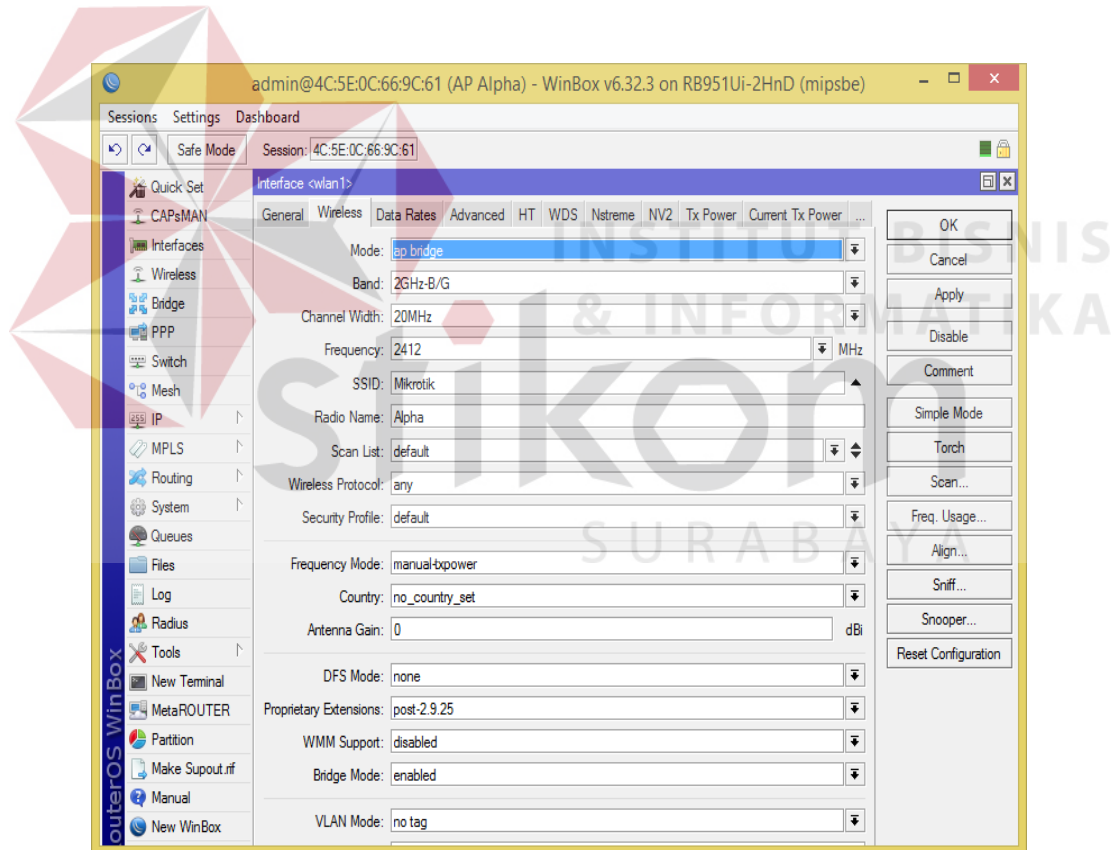 admin@4C:5E:0C:66:9C:61 (AP Alpha) - WinBox v6.32.3 on RB951Ui-2HnD (mipsbe)
Sessions Settings Dashboard
Safe Mode Session: 4C:5E:0C:66:9C:61
Quick Set
CAPsMAN
Interfaces
Wireless
Bridge
PPP
Switch
Mesh
IP
MPLS
Routing
System
Queues
Files
Log
Radius
Tools
New Terminal
MetaROUTER
Partition
Make Supout.rif
Manual
New WinBox
outerOS WinBox
Interface <wlan1>
General Wireless Data Rates Advanced HT WDS Nstreme NV2 Tx Power Current Tx Power ...
Mode: ap bridge
Band: 2GHz-B/G
Channel Width: 20MHz
Frequency: 2412 MHz
SSID: Mikrotik
Radio Name: Alpha
Scan List: default
Wireless Protocol: any
Security Profile: default
Frequency Mode: manual-txpower
Country: no_country_set
Antenna Gain: 0 dBi
DFS Mode: none
Proprietary Extensions: post-2.9.25
WMM Support: disabled
Bridge Mode: enabled
VLAN Mode: no tag
OK
Cancel
Apply
Disable
Comment
Simple Mode
Torch
Scan...
Freq. Usage...
Align...
Sniff...
Snooper...
Reset Configuration
INSTITUT BISNIS
& INFORMATIKA
stikom
SURABAYA